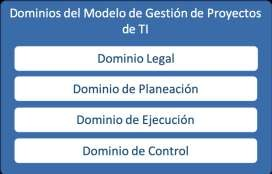 Dominios del Modelo de Gestión de Proyectos
de TI
Dominio Legal
Dominio de Planeación
Dominio de Ejecución
Dominio de Control